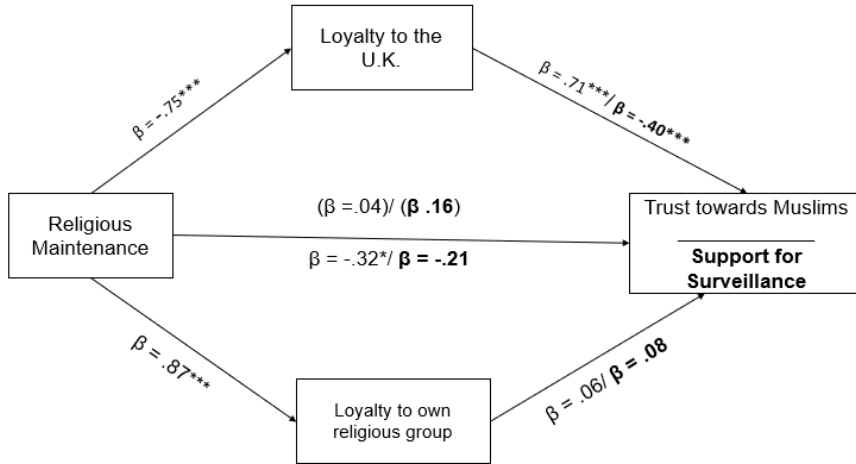 Loyalty to the
U.K.
β = -.75***
β = .71***/ β = -.40***
Religious
Maintenance
(β =.04)/ (β .16)
β = -.32*/ β = -.21
Trust towards Muslims
Support for
Surveillance
β = .87***
β = .06/ β = .08
Loyalty to own
religious group